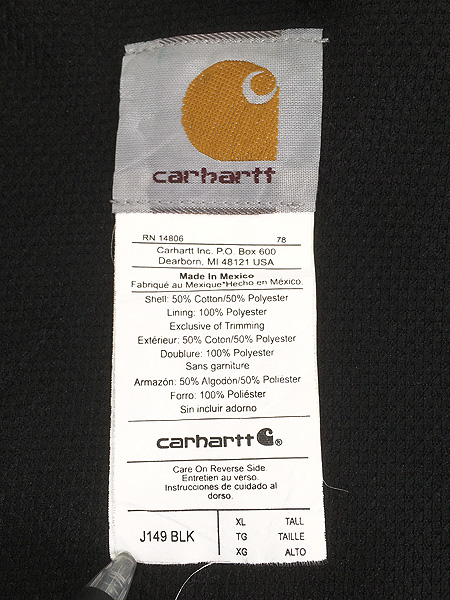 carhartt
RN 14806 78
Carhartt Inc. P.O. Box 600
Dearborn, MI 48121 USA
Made In Mexico
Fabriqué au Mexique*Hecho en México.
Shell: 50% Cotton/50% Polyester
Lining: 100% Polyester
Exclusive of Trimming
Extérieur: 50% Coton/50% Polyester
Doublure: 100% Polyester
Sans garniture
Armazón: 50% Algodón/50% Poliéster
Forro: 100% Poliéster
Sin incluir adorno
carhartt ®
Care On Reverse Side.
Entretien au verso.
Instrucciones de cuidado al
dorso.
J149 BLK
XL TALL
TG TAILLE
XG ALTO